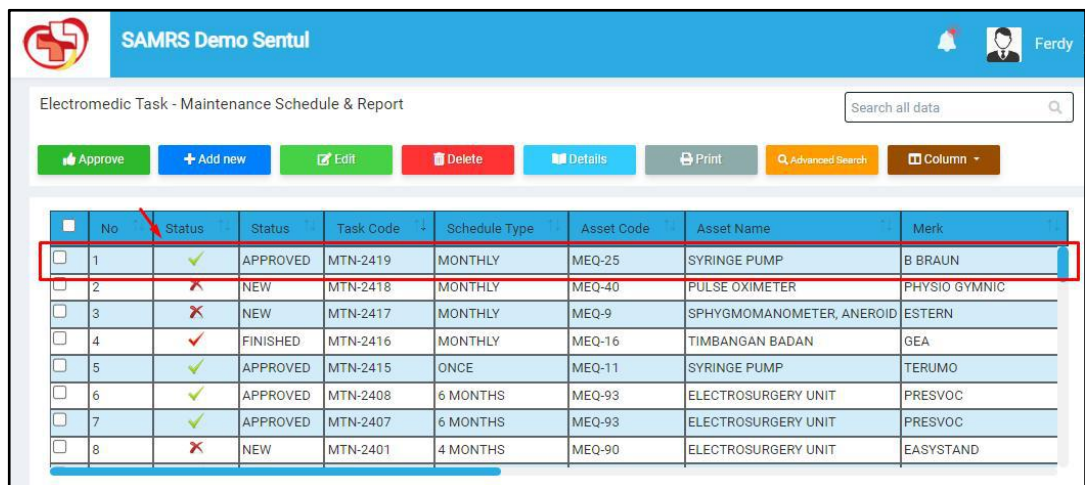 SAMRS Demo Sentul
Ferdy
Electromedic Task - Maintenance Schedule & Report
Search all data
Approve Add new Edit Delete Details Print Advanced Search Column
No Status Status Task Code Schedule Type Asset Code Asset Name Merk
1 APPROVED MTN-2419 MONTHLY MEQ-25 SYRINGE PUMP B BRAUN
2 NEW MTN-2418 MONTHLY MEQ-40 PULSE OXIMETER PHYSIO GYMNIC
3 NEW MTN-2417 MONTHLY MEQ-9 SPHYGMOMANOMETER, ANEROID ESTERN
4 FINISHED MTN-2416 MONTHLY MEQ-16 TIMBANGAN BADAN GEA
5 APPROVED MTN-2415 ONCE MEQ-11 SYRINGE PUMP TERUMO
6 APPROVED MTN-2408 6 MONTHS MEQ-93 ELECTROSURGERY UNIT PRESVOC
7 APPROVED MTN-2407 6 MONTHS MEQ-93 ELECTROSURGERY UNIT PRESVOC
8 NEW MTN-2401 4 MONTHS MEQ-90 ELECTROSURGERY UNIT EASYSTAND